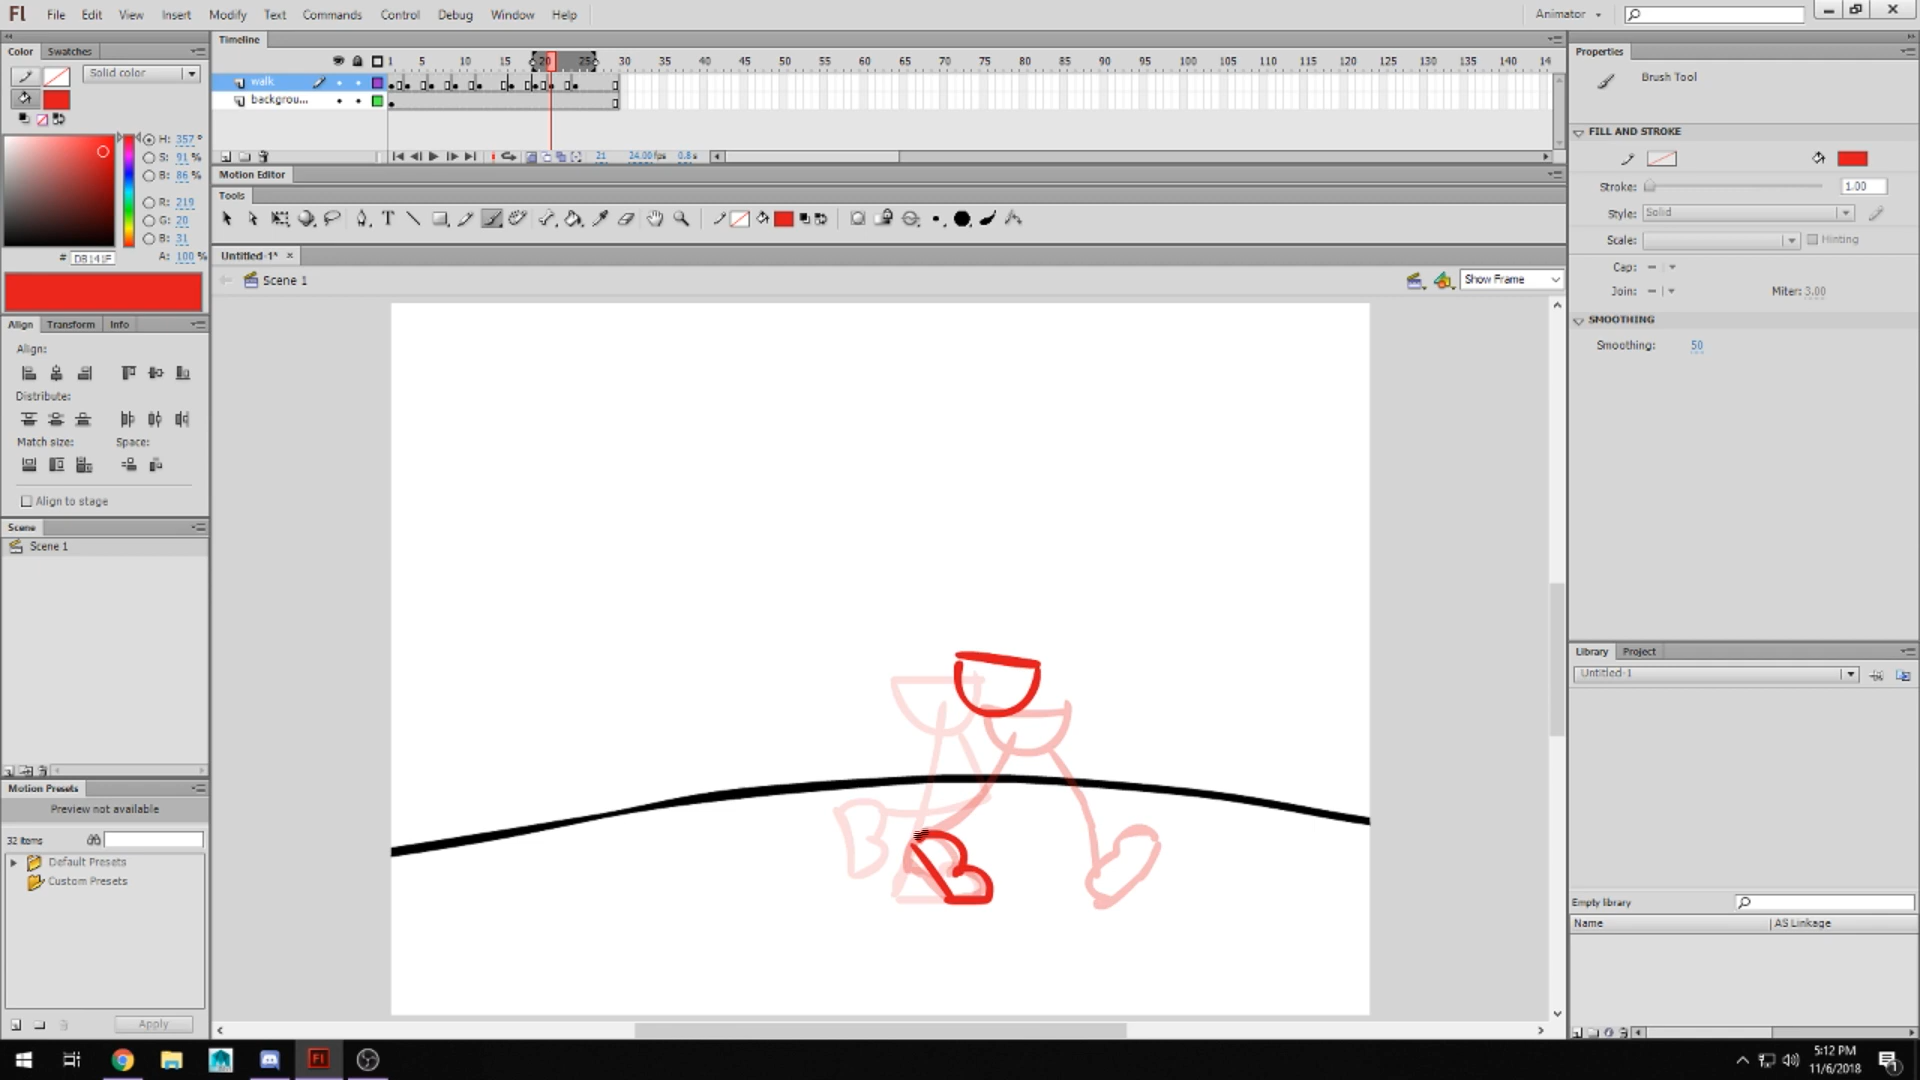 Fl File Edit View Insert Modify Text Commands Control Debug Window Help Animator
Color Swatches
Solid color
H: 357 °
S: 91 %
B: 86 %
R: 219
G: 20
B: 31
# DB141F A: 100 %
Align Transform Info
Align:
Distribute:
Match size: Space:
Align to stage
Scene
Scene 1
Motion Presets
Preview not available
32 items
Default Presets
Custom Presets
Apply
Timeline
1 5 10 15 20 25 30 35 40 45 50 55 60 65 70 75 80 85 90 95 100 105 110 115 120 125 130 135 140 14
walk
backgrou...
21 24.00 fps 0.8 s
Motion Editor
Tools
Untitled-1* ×
Scene 1 Show Frame
Properties
Brush Tool
FILL AND STROKE
Stroke: 1.00
Style: Solid
Scale: Hinting
Cap:
Join: Miter: 3.00
SMOOTHING
Smoothing: 50
Library Project
Untitled-1
Empty library
Name AS Linkage
5:12 PM
11/6/2018
1